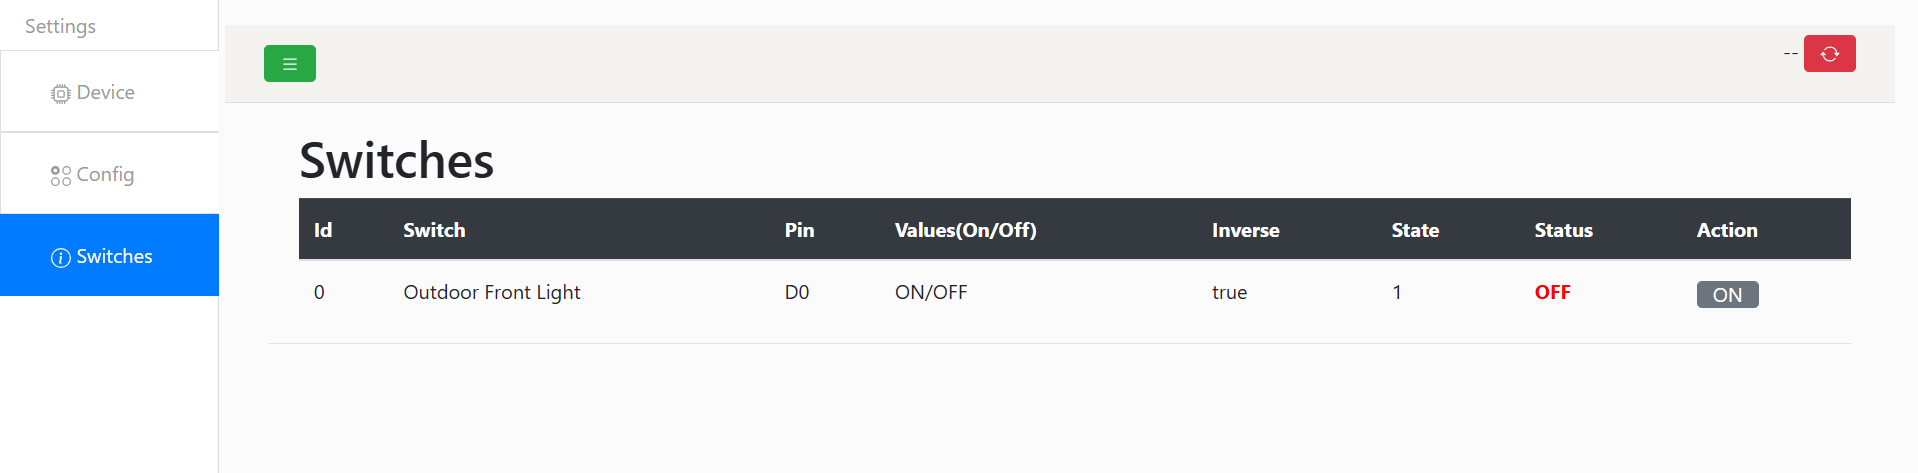 Settings
Device
Config
Switches
--
Switches
Id Switch Pin Values(On/Off) Inverse State Status Action
0 Outdoor Front Light D0 ON/OFF true 1 OFF ON